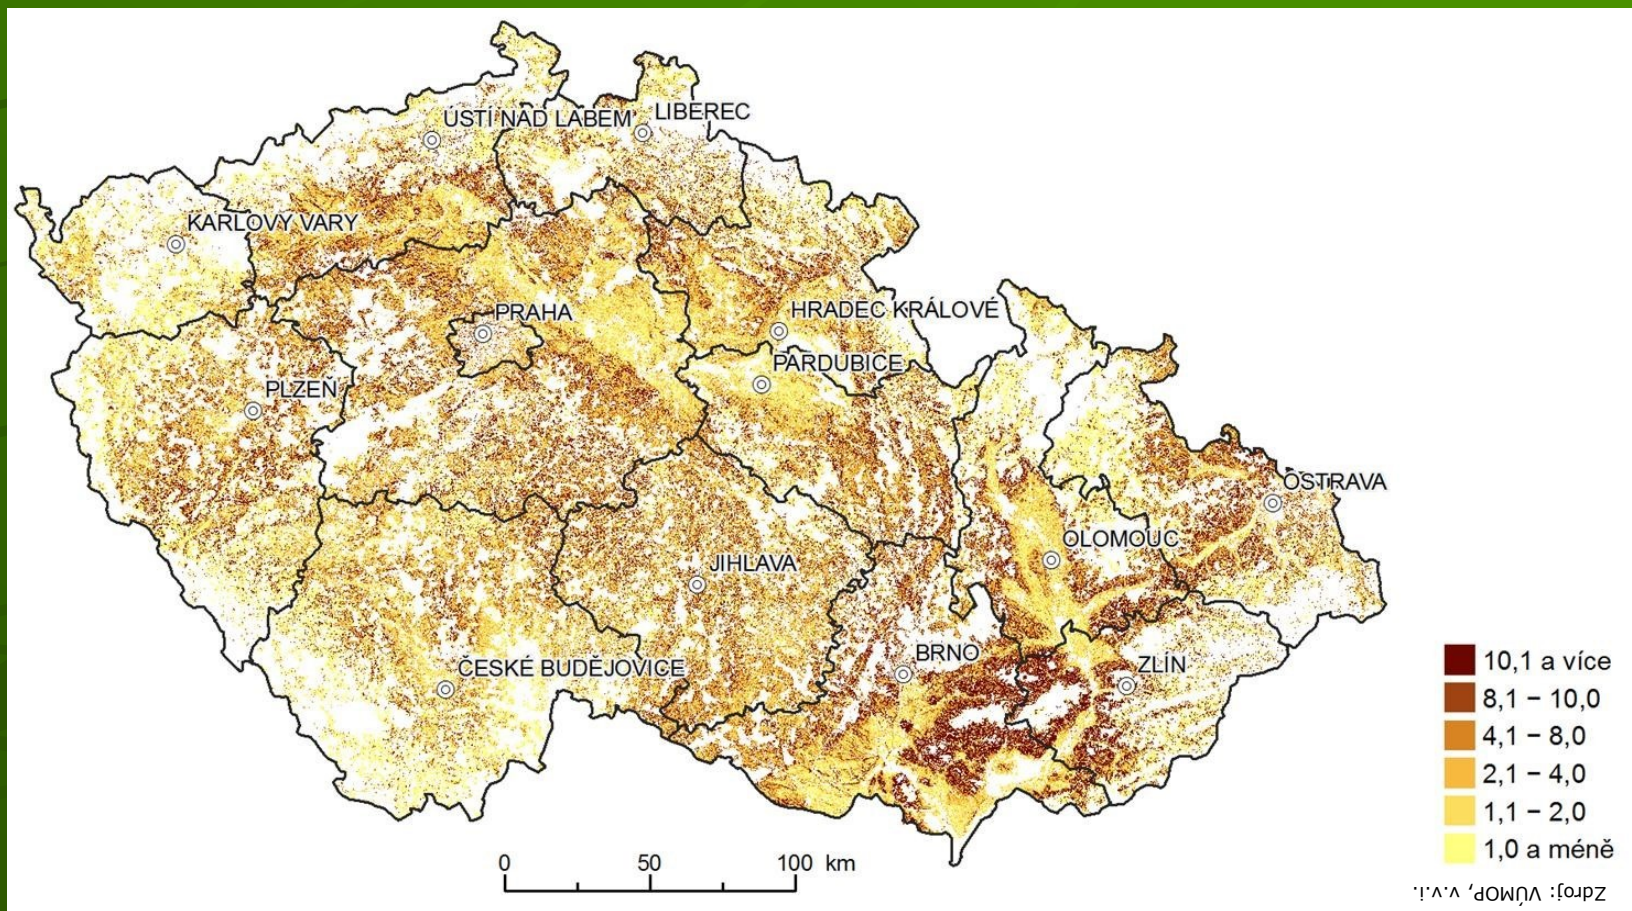 ÚSTÍ NAD LABEM
LIBEREC
KARLOVY VARY
PRAHA
HRADEC KRÁLOVÉ
PARDUBICE
PLZEŇ
OSTRAVA
OLOMOUC
JIHLAVA
BRNO
ZLÍN
ČESKÉ BUDĚJOVICE
10,1 a více
8,1 – 10,0
4,1 – 8,0
2,1 – 4,0
1,1 – 2,0
1,0 a méně
0 50 100 km
Zdroj: VÚMOP, v.v.i.